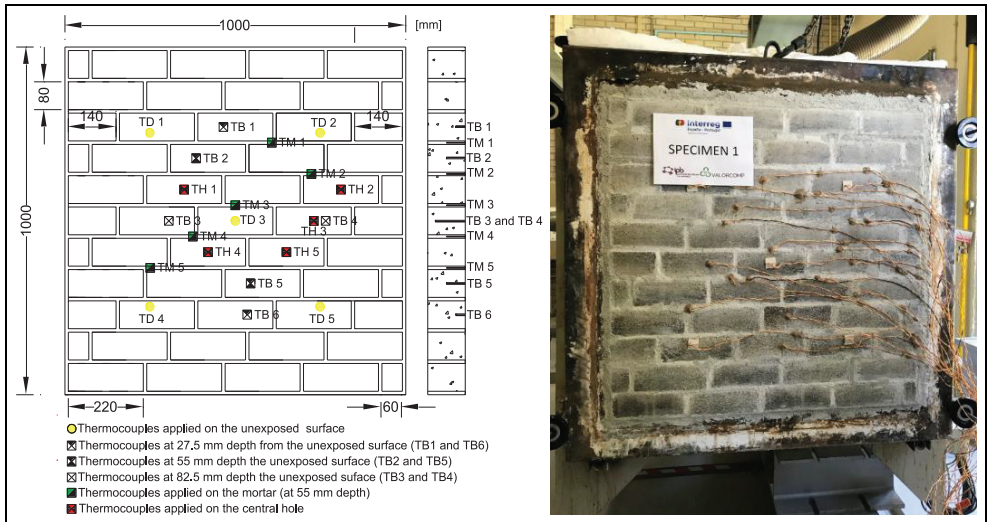 1000
[mm]
80
TD 1
TB 1
TD 2
140
140
TM 1
TB 2
TM 2
TH 1
TH 2
TM 3
TB 3
TD 3
TB 4
TH 3
TM 4
TH 4
TH 5
TM 5
TB 5
TD 4
TB 6
TD 5
1000
220
60
TB 1
TM 1
TB 2
TM 2
TM 3
TB 3 and TB 4
TM 4
TM 5
TB 5
TB 6
Thermocouples applied on the unexposed surface
Thermocouples at 27.5 mm depth from the unexposed surface (TB1 and TB6)
Thermocouples at 55 mm depth the unexposed surface (TB2 and TB5)
Thermocouples at 82.5 mm depth the unexposed suface (TB3 and TB4)
Thermocouples applied on the mortar (at 55 mm depth)
Thermocouples applied on the central hole
Interreg
España - Portugal
SPECIMEN 1
ipb
VALORCOMP